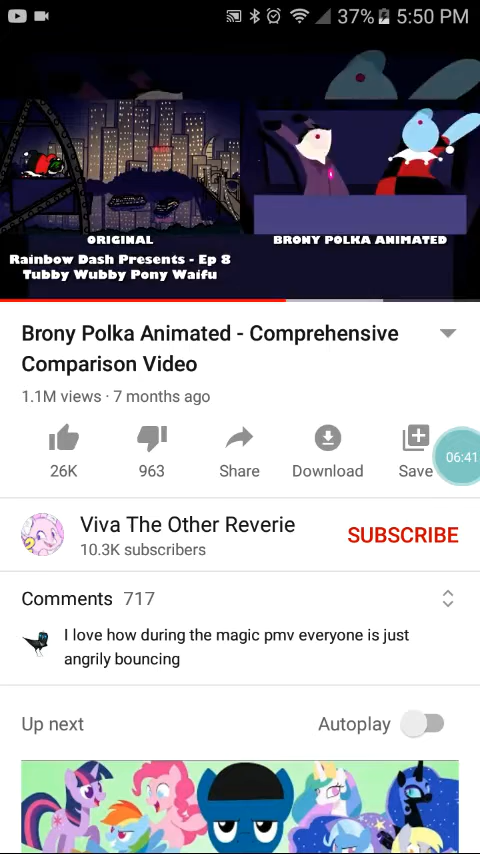 37% 5:50 PM
ORIGINAL
Rainbow Dash Presents - Ep 8
Tubby Wubby Pony Waifu
BRONY POLKA ANIMATED
Brony Polka Animated - Comprehensive
Comparison Video
1.1M views · 7 months ago
26K
963
Share
Download
Save
06:41
Viva The Other Reverie
10.3K subscribers
SUBSCRIBE
Comments 717
I love how during the magic pmv everyone is just
angrily bouncing
Up next
Autoplay